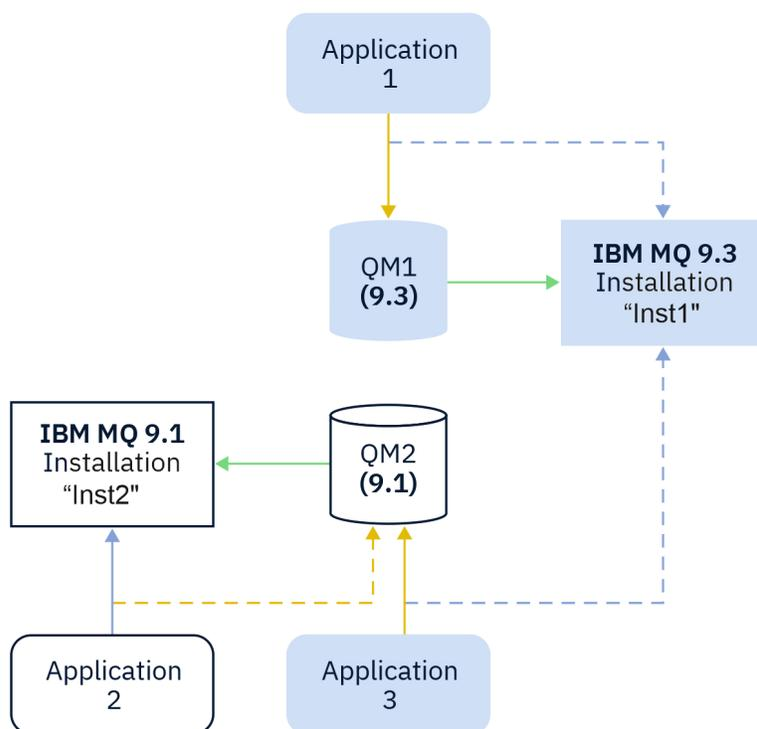 Application
1
QM1
(9.3)
IBM MQ 9.3
Installation
“Inst1"
IBM MQ 9.1
Installation
“Inst2"
QM2
(9.1)
Application
2
Application
3